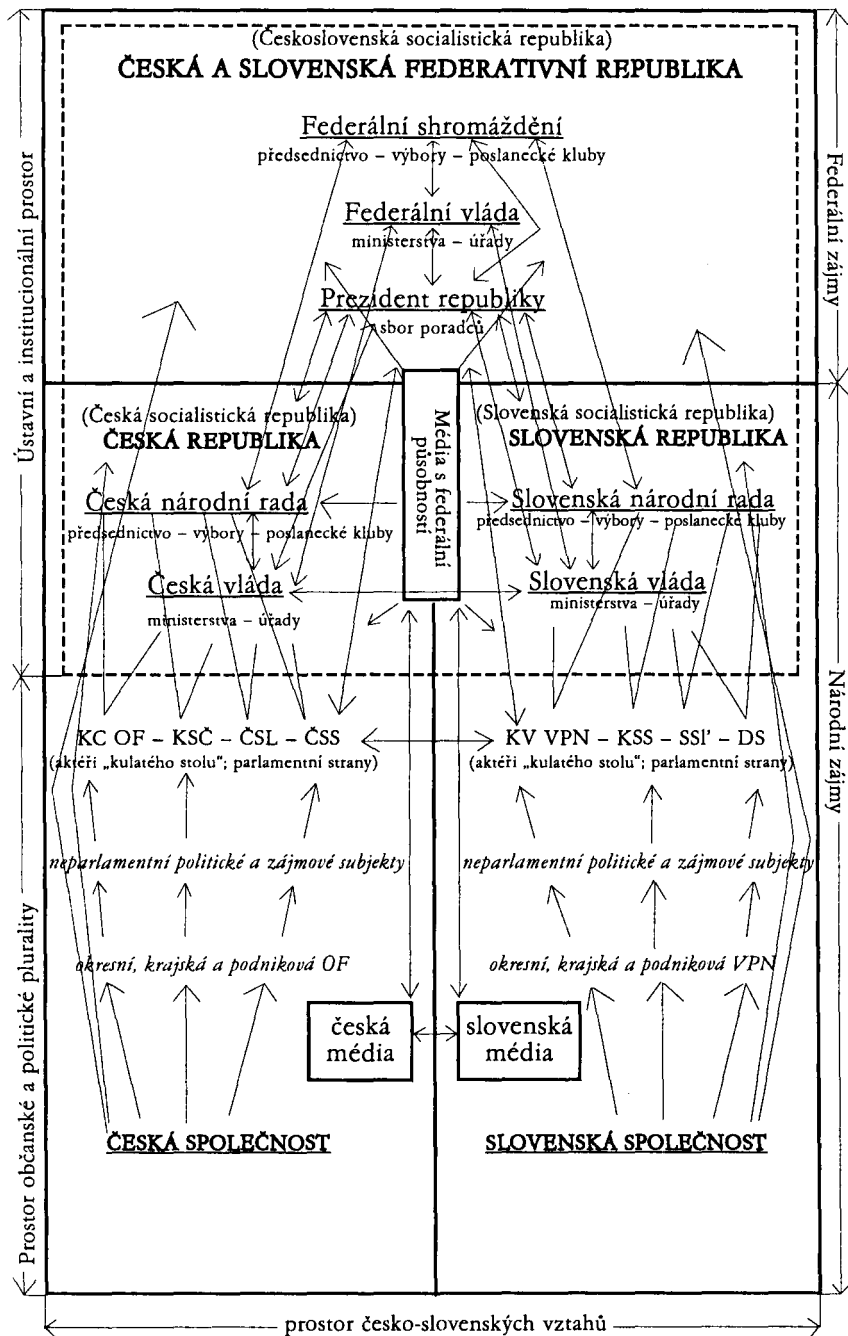 (Československá socialistická republika)
ČESKÁ A SLOVENSKÁ FEDERATIVNÍ REPUBLIKA
Federální shromáždění
předsednictvo – výbory – poslanecké kluby
Federální vláda
ministerstva – úřady
Prezident republiky
sbor poradců
Ústavní a institucionální prostor
Federální zájmy
(Česká socialistická republika)
ČESKÁ REPUBLIKA
Česká národní rada
předsednictvo – výbory – poslanecké kluby
Česká vláda
ministerstva – úřady
Média s federální
působností
(Slovenská socialistická republika)
SLOVENSKÁ REPUBLIKA
Slovenská národní rada
předsednictvo – výbory – poslanecké kluby
Slovenská vláda
ministerstva – úřady
Národní zájmy
Prostor občanské a politické plurality
KC OF – KSČ – ČSL – ČSS
(aktéři „kulatého stolu“; parlamentní strany)
neparlamentní politické a zájmové subjekty
okresní, krajská a podniková OF
česká
média
ČESKÁ SPOLEČNOST
KV VPN – KSS – SSl' – DS
(aktéři „kulatého stolu“; parlamentní strany)
neparlamentní politické a zájmové subjekty
okresní, krajská a podniková VPN
slovenská
média
SLOVENSKÁ SPOLEČNOST
prostor česko-slovenských vztahů